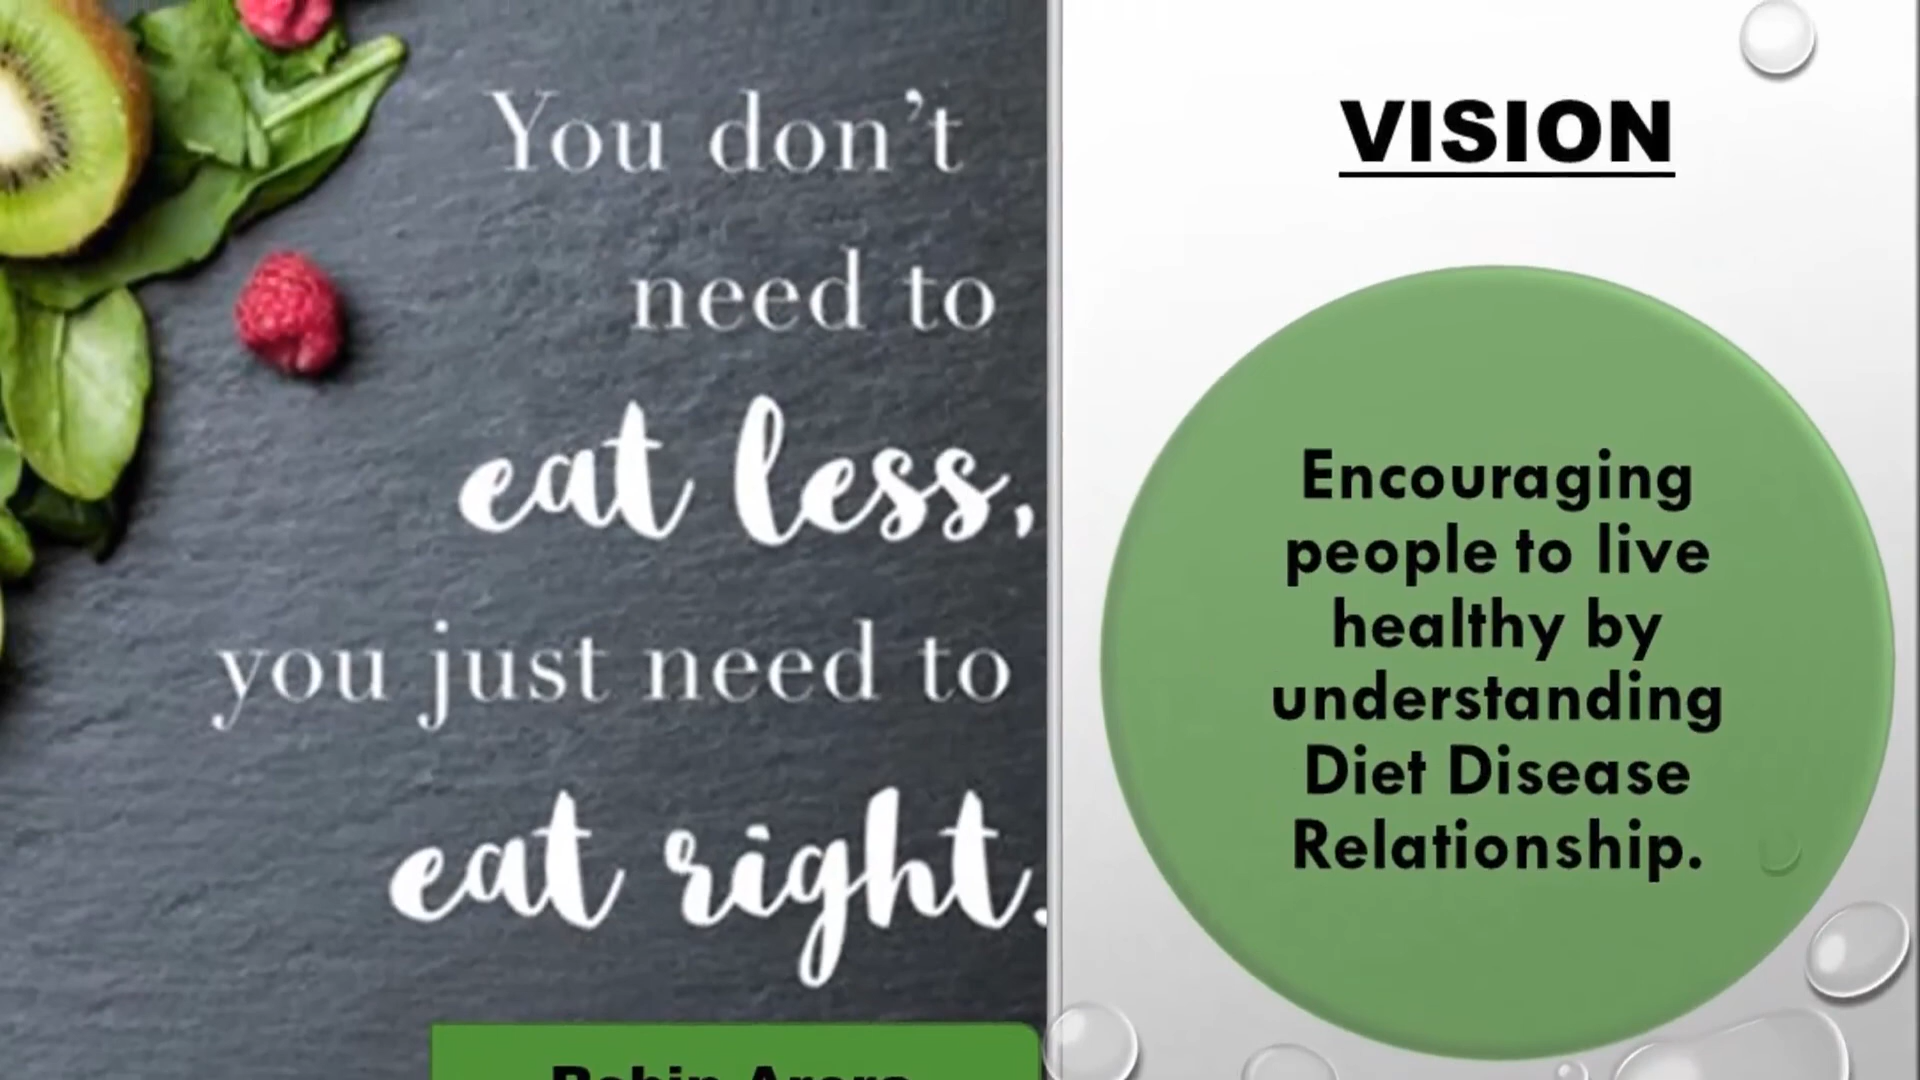 You don't
need to
eat less,
you just need to
eat right.
VISION
Encouraging
people to live
healthy by
understanding
Diet Disease
Relationship.